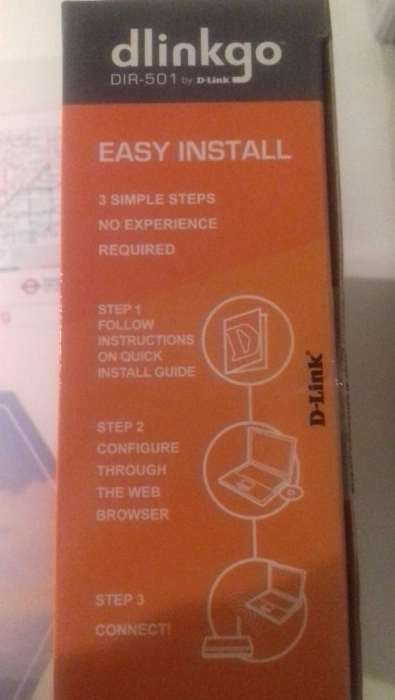 dlinkgo
DIR-501 by D-Link
EASY INSTALL
3 SIMPLE STEPS
NO EXPERIENCE
REQUIRED
STEP 1
FOLLOW
INSTRUCTIONS
ON QUICK
INSTALL GUIDE
D-Link
STEP 2
CONFIGURE
THROUGH
THE WEB
BROWSER
STEP 3
CONNECT!